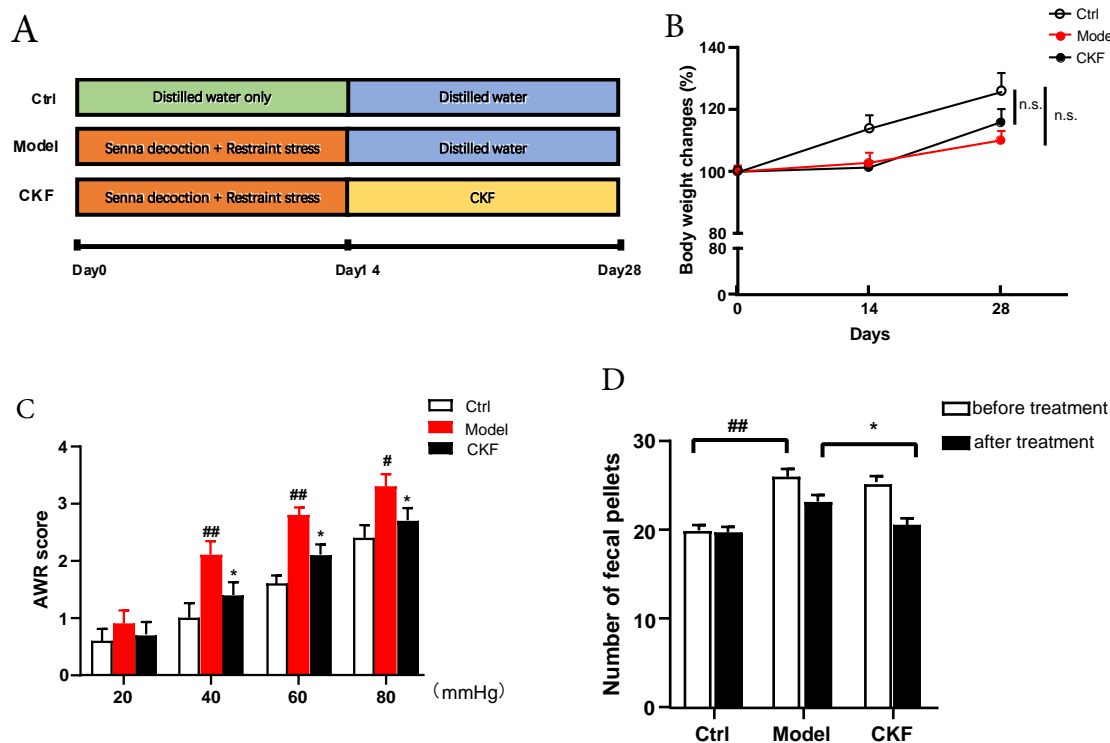 A
Ctrl
Distilled water only
Distilled water
Model
Senna decoction + Restraint stress
Distilled water
CKF
Senna decoction + Restraint stress
CKF
Day0
Day1 4
Day28
B
Ctrl
Mode
CKF
140
120
100
80
80
0
Body weight changes (%)
n.s.
n.s.
0
14
28
Days
C
Ctrl
Model
CKF
4
3
2
1
0
AWR score
##
*
##
*
#
*
20
40
60
80
(mmHg)
D
before treatment
after treatment
30
20
10
0
Number of fecal pellets
##
*
Ctrl
Model
CKF